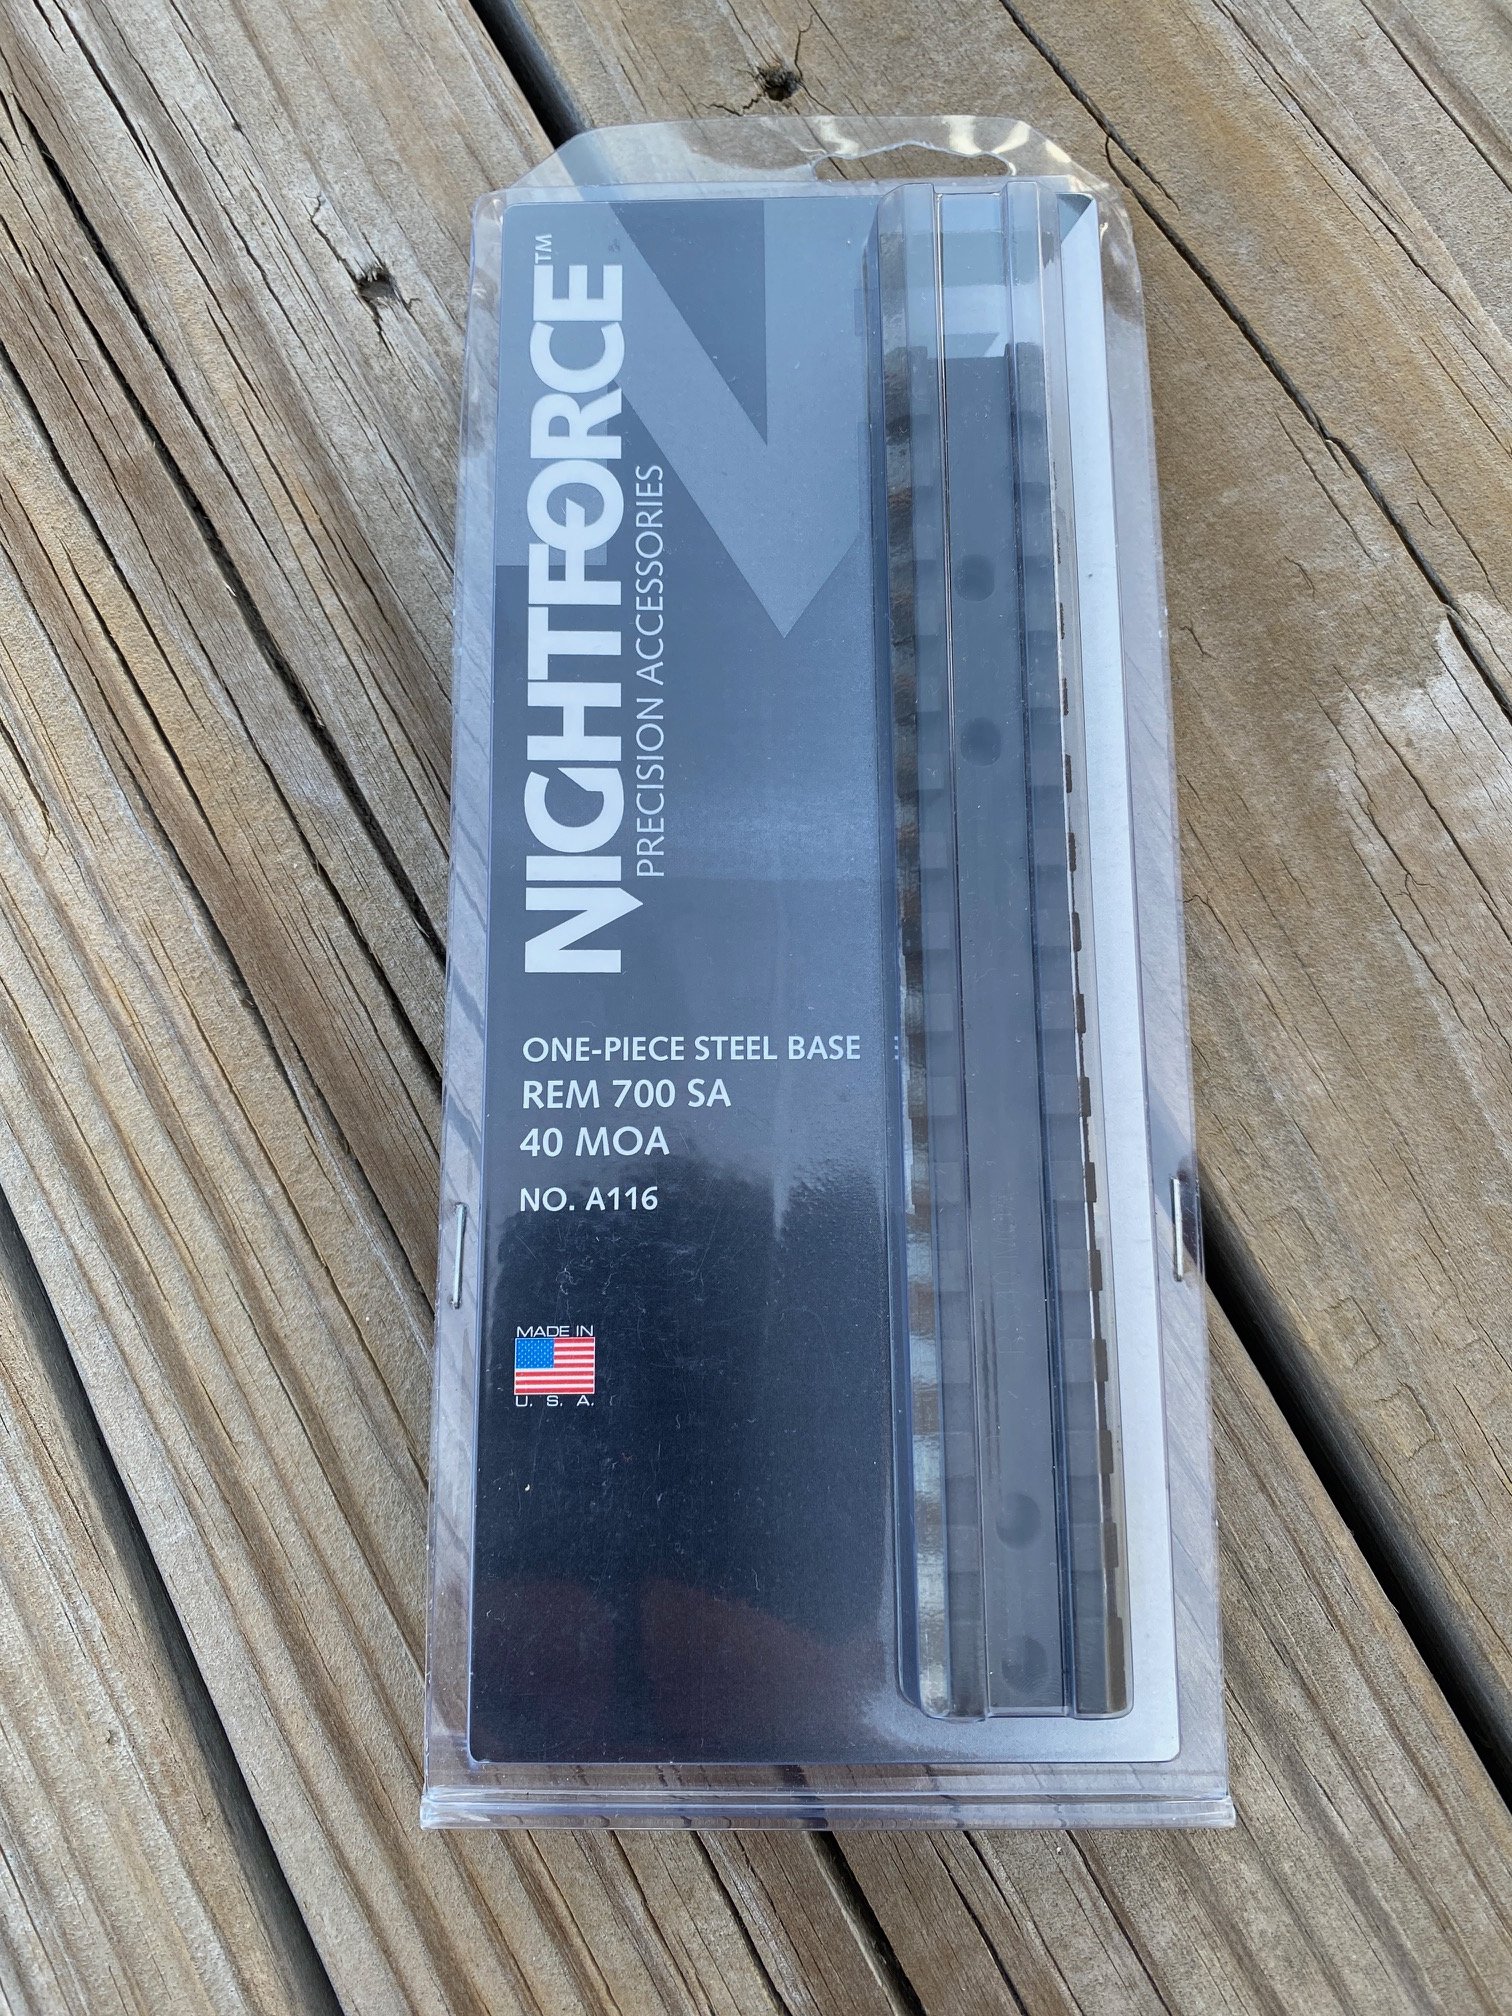 NIGHTFORCE™
PRECISION ACCESSORIES
ONE-PIECE STEEL BASE
REM 700 SA
40 MOA
NO. A116
MADE IN
U. S. A.